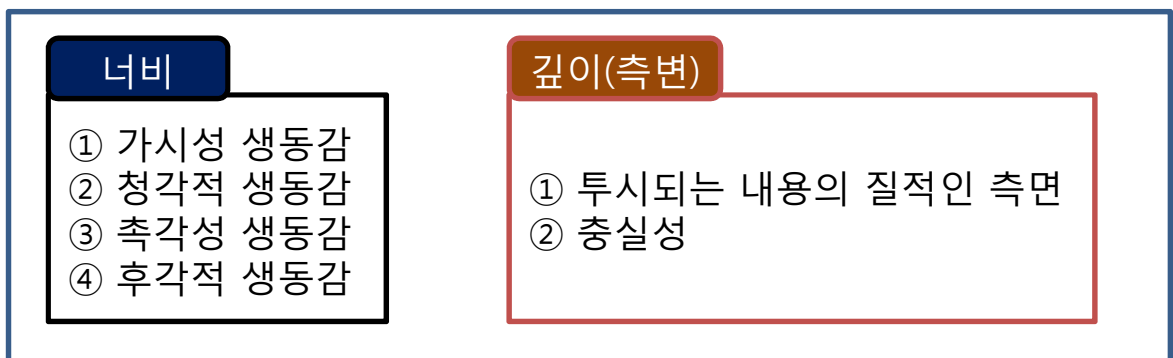 너비
① 가시성 생동감
② 청각적 생동감
③ 촉각성 생동감
④ 후각적 생동감
깊이(측변)
① 투시되는 내용의 질적인 측면
② 충실성